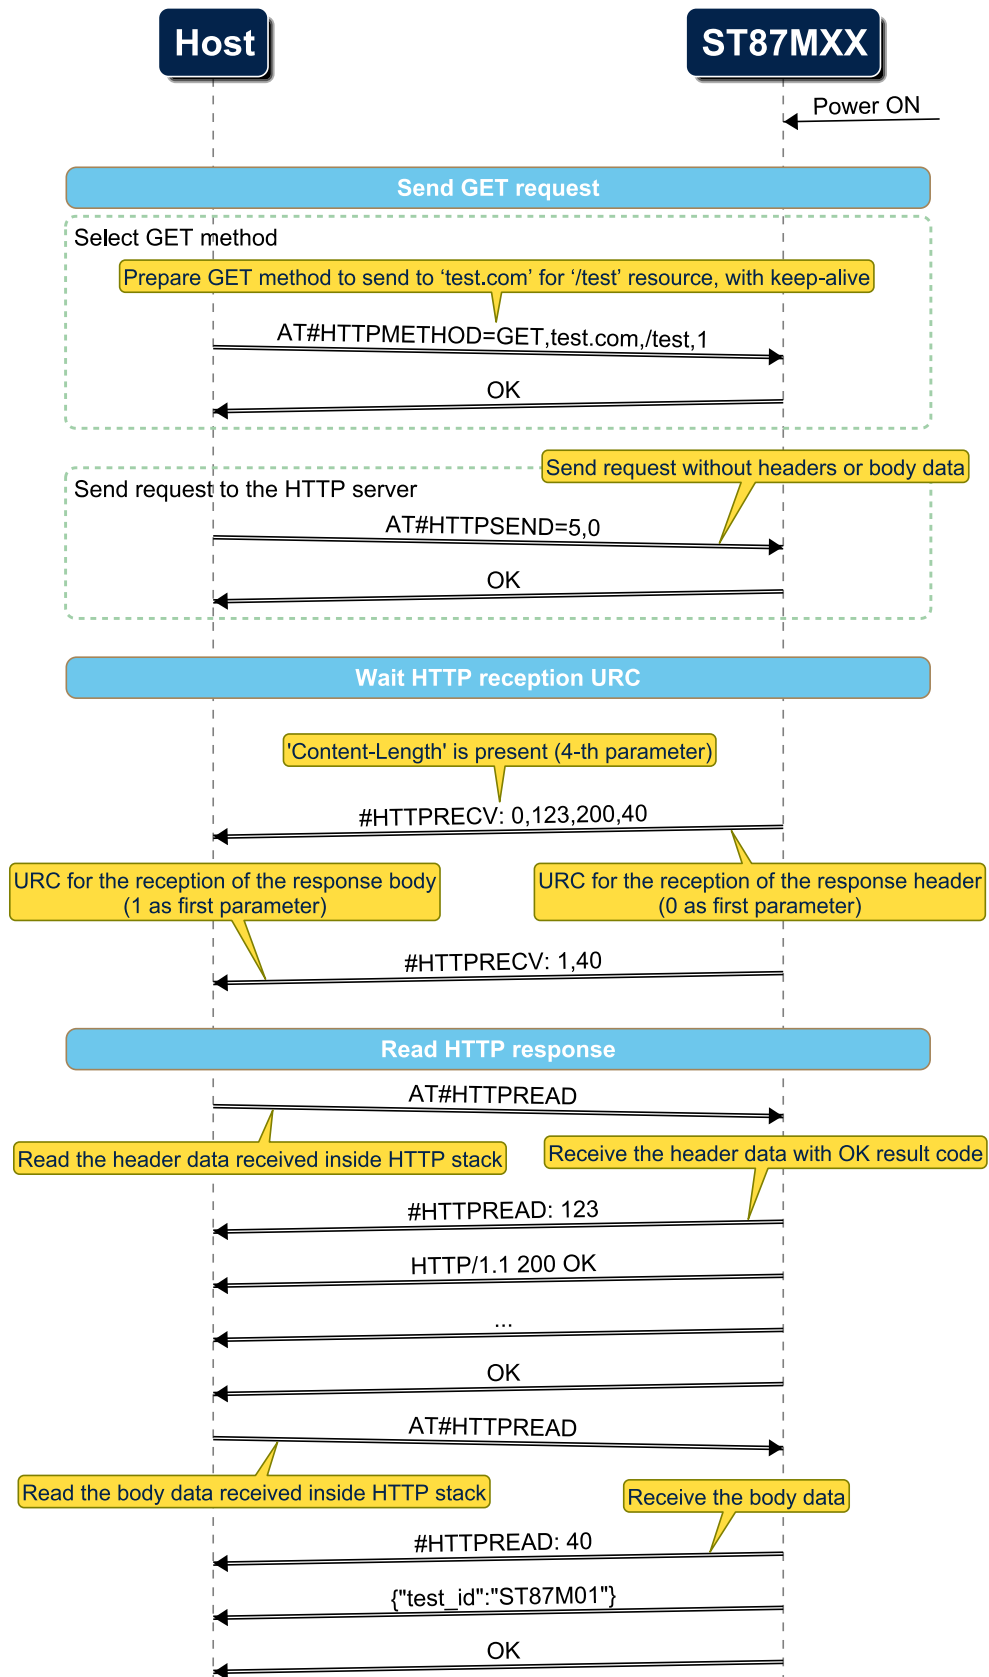 Host
ST87MXX
Power ON
Send GET request
Select GET method
Prepare GET method to send to ‘test.com’ for ‘/test’ resource, with keep-alive
AT#HTTPMETHOD=GET,test.com,/test,1
OK
Send request without headers or body data
Send request to the HTTP server
AT#HTTPSEND=5,0
OK
Wait HTTP reception URC
'Content-Length' is present (4-th parameter)
#HTTPRECV: 0,123,200,40
URC for the reception of the response body
(1 as first parameter)
URC for the reception of the response header
(0 as first parameter)
#HTTPRECV: 1,40
Read HTTP response
AT#HTTPREAD
Read the header data received inside HTTP stack
Receive the header data with OK result code
#HTTPREAD: 123
HTTP/1.1 200 OK
...
OK
AT#HTTPREAD
Read the body data received inside HTTP stack
Receive the body data
#HTTPREAD: 40
{"test_id":"ST87M01"}
OK